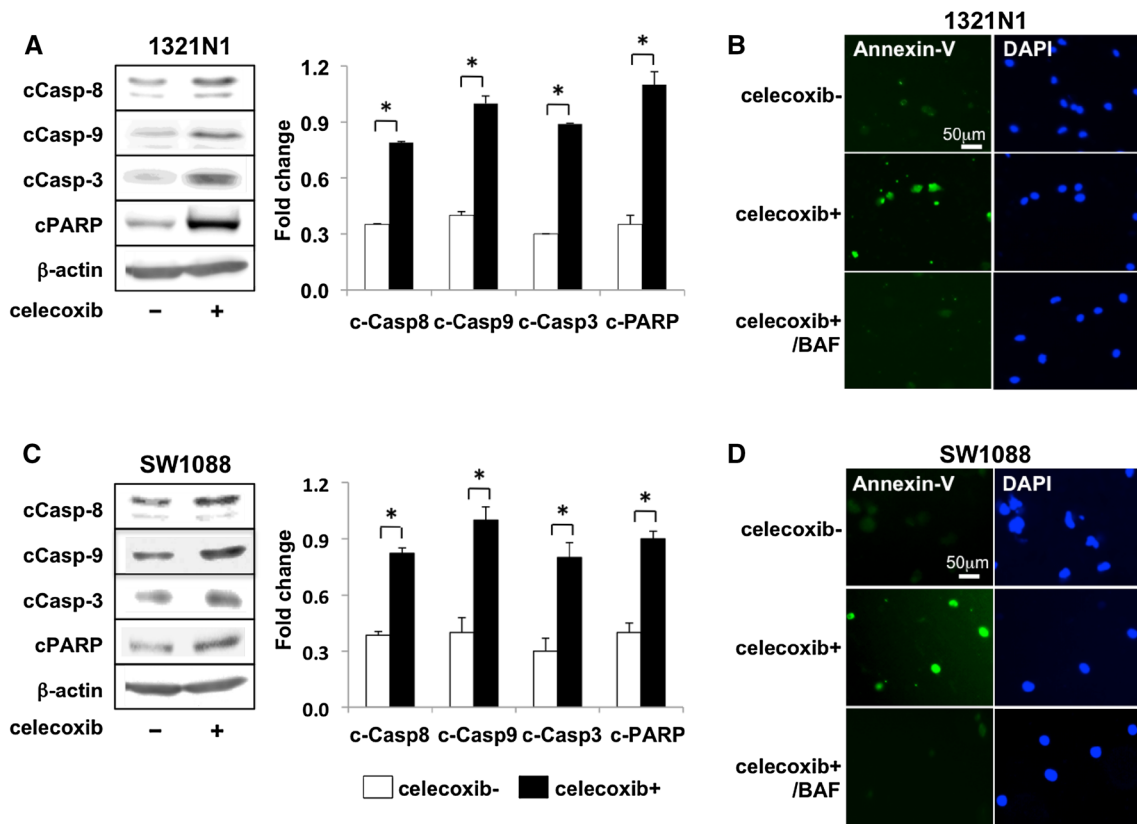 A
1321N1
cCasp-8
cCasp-9
cCasp-3
cPARP
β-actin
celecoxib − +
Fold change
1.2
0.9
0.6
0.3
0.0
* * * *
c-Casp8 c-Casp9 c-Casp3 c-PARP
B
1321N1
Annexin-V DAPI
celecoxib-
50μm
celecoxib+
celecoxib+
/BAF
C
SW1088
cCasp-8
cCasp-9
cCasp-3
cPARP
β-actin
celecoxib − +
Fold change
1.2
0.9
0.6
0.3
0.0
* * * *
c-Casp8 c-Casp9 c-Casp3 c-PARP
celecoxib- celecoxib+
D
SW1088
Annexin-V DAPI
celecoxib-
50μm
celecoxib+
celecoxib+
/BAF